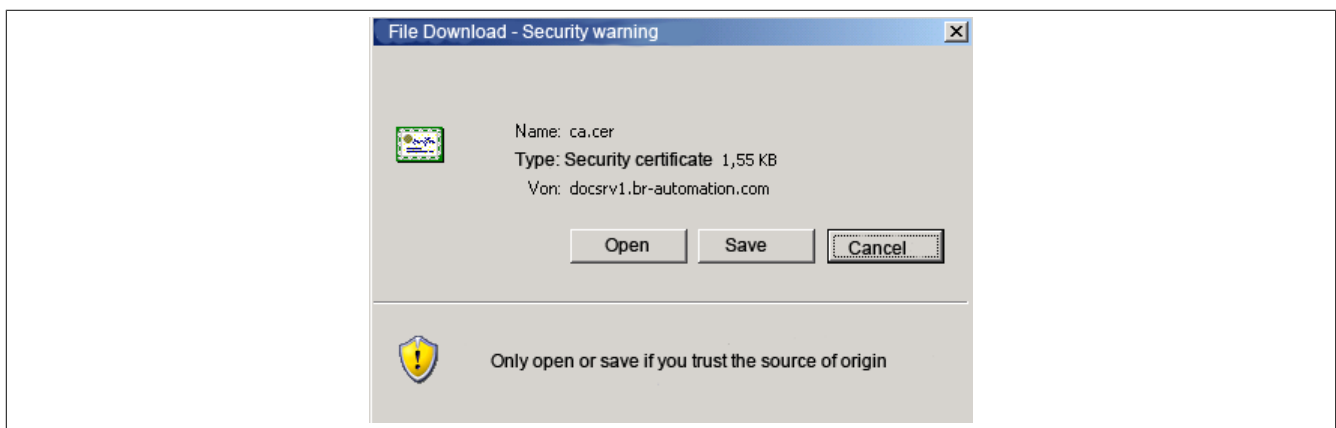 File Download - Security warning
Name: ca.cer
Type: Security certificate 1,55 KB
Von: docsrv1.br-automation.com
Open Save Cancel
Only open or save if you trust the source of origin